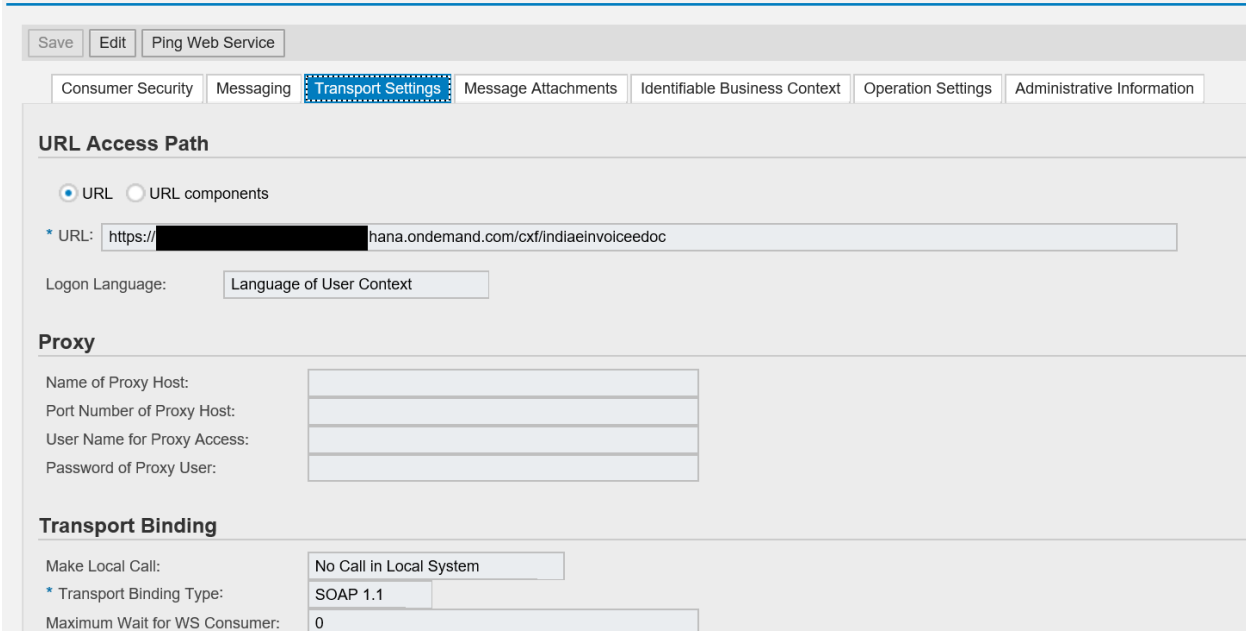 Save Edit Ping Web Service
Consumer Security Messaging Transport Settings Message Attachments Identifiable Business Context Operation Settings Administrative Information
URL Access Path
URL URL components
* URL: https:// hana.ondemand.com/cxf/indiaeinvoiceedoc
Logon Language: Language of User Context
Proxy
Name of Proxy Host:
Port Number of Proxy Host:
User Name for Proxy Access:
Password of Proxy User:
Transport Binding
Make Local Call: No Call in Local System
* Transport Binding Type: SOAP 1.1
Maximum Wait for WS Consumer: 0